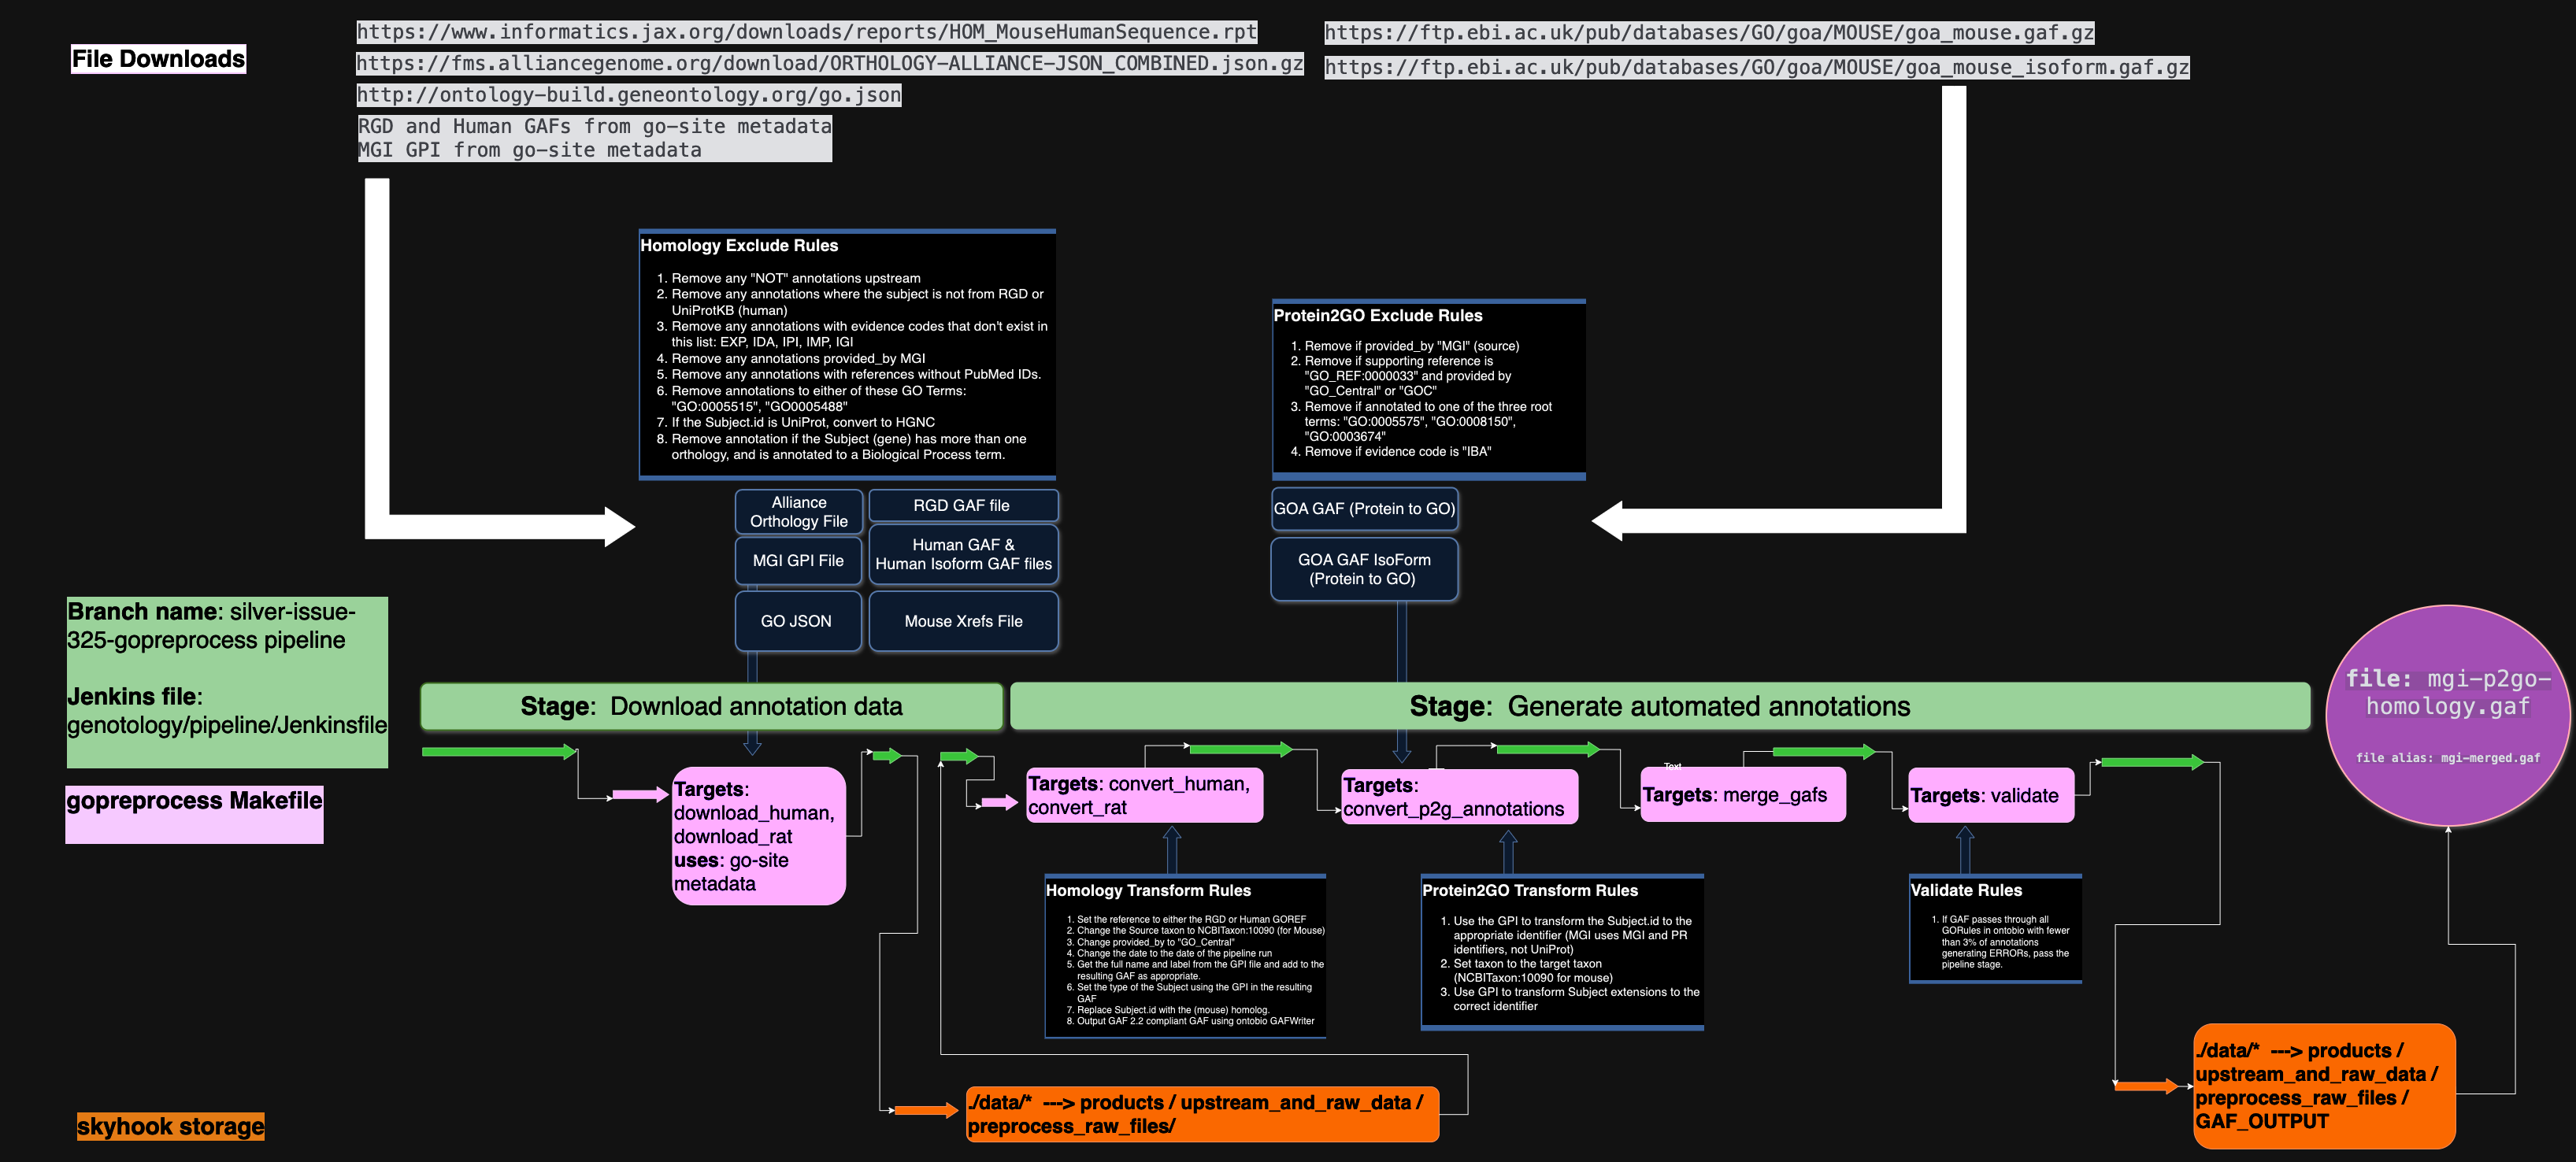 File Downloads
https://www.informatics.jax.org/downloads/reports/HOM_MouseHumanSequence.rpt
https://fms.alliancegenome.org/download/ORTHOLOGY-ALLIANCE-JSON_COMBINED.json.gz
http://ontology-build.geneontology.org/go.json
RGD and Human GAFs from go-site metadata
MGI GPI from go-site metadata
https://ftp.ebi.ac.uk/pub/databases/GO/goa/MOUSE/goa_mouse.gaf.gz
https://ftp.ebi.ac.uk/pub/databases/GO/goa/MOUSE/goa_mouse_isoform.gaf.gz
Homology Exclude Rules
1. Remove any "NOT" annotations upstream
2. Remove any annotations where the subject is not from RGD or
UniProtKB (human)
3. Remove any annotations with evidence codes that don't exist in
this list: EXP, IDA, IPI, IMP, IGI
4. Remove any annotations provided_by MGI
5. Remove any annotations with references without PubMed IDs.
6. Remove annotations to either of these GO Terms:
"GO:0005515", "GO0005488"
7. If the Subject.id is UniProt, convert to HGNC
8. Remove annotation if the Subject (gene) has more than one
orthology, and is annotated to a Biological Process term.
Protein2GO Exclude Rules
1. Remove if provided_by "MGI" (source)
2. Remove if supporting reference is
"GO_REF:0000033" and provided by
"GO_Central" or "GOC"
3. Remove if annotated to one of the three root
terms: "GO:0005575", "GO:0008150",
"GO:0003674"
4. Remove if evidence code is "IBA"
Alliance
Orthology File
RGD GAF file
MGI GPI File
Human GAF &
Human Isoform GAF files
GO JSON
Mouse Xrefs File
GOA GAF (Protein to GO)
GOA GAF IsoForm
(Protein to GO)
Branch name: silver-issue-
325-gopreprocess pipeline
Jenkins file:
genotology/pipeline/Jenkinsfile
gopreprocess Makefile
skyhook storage
Stage: Download annotation data
Stage: Generate automated annotations
Targets:
download_human,
download_rat
uses: go-site
metadata
Targets: convert_human,
convert_rat
Targets:
convert_p2g_annotations
Text
Targets: merge_gafs
Targets: validate
Homology Transform Rules
1. Set the reference to either the RGD or Human GOREF
2. Change the Source taxon to NCBITaxon:10090 (for Mouse)
3. Change provided_by to "GO_Central"
4. Change the date to the date of the pipeline run
5. Get the full name and label from the GPI file and add to the
resulting GAF as appropriate.
6. Set the type of the Subject using the GPI in the resulting
GAF
7. Replace Subject.id with the (mouse) homolog.
8. Output GAF 2.2 compliant GAF using ontobio GAFWriter
Protein2GO Transform Rules
1. Use the GPI to transform the Subject.id to the
appropriate identifier (MGI uses MGI and PR
identifiers, not UniProt)
2. Set taxon to the target taxon
(NCBITaxon:10090 for mouse)
3. Use GPI to transform Subject extensions to the
correct identifier
Validate Rules
1. If GAF passes through all
GORules in ontobio with fewer
than 3% of annotations
generating ERRORs, pass the
pipeline stage.
./data/* ---> products / upstream_and_raw_data /
preprocess_raw_files/
./data/* ---> products /
upstream_and_raw_data /
preprocess_raw_files /
GAF_OUTPUT
file: mgi-p2go-
homology.gaf
file alias: mgi-merged.gaf